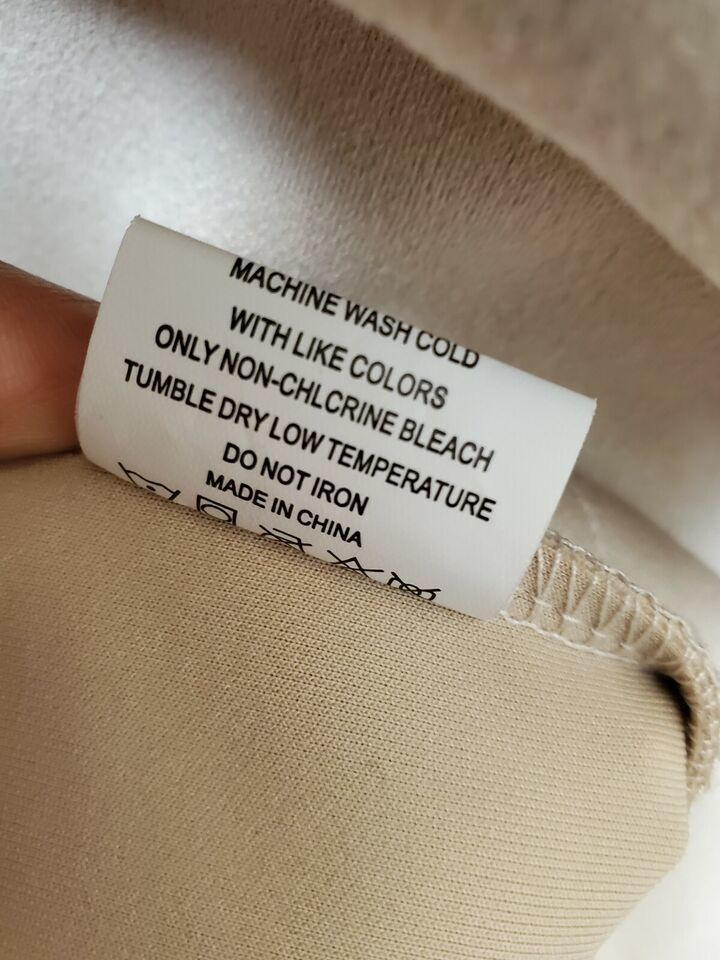 MACHINE WASH COLD
WITH LIKE COLORS
ONLY NON-CHLCRINE BLEACH
TUMBLE DRY LOW TEMPERATURE
DO NOT IRON
MADE IN CHINA